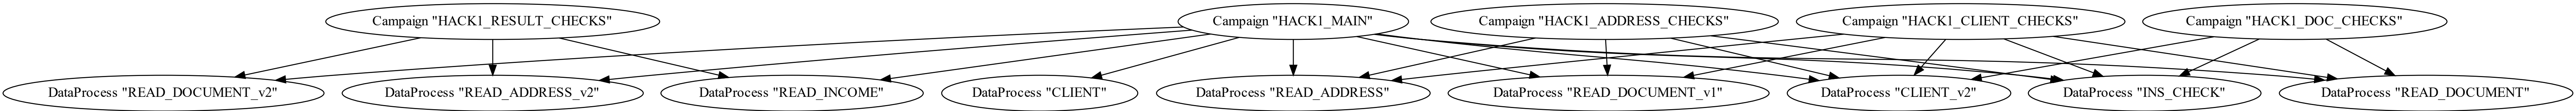 Campaign "HACK1_RESULT_CHECKS"
Campaign "HACK1_MAIN"
Campaign "HACK1_ADDRESS_CHECKS"
Campaign "HACK1_CLIENT_CHECKS"
Campaign "HACK1_DOC_CHECKS"
DataProcess "READ_DOCUMENT_v2"
DataProcess "READ_ADDRESS_v2"
DataProcess "READ_INCOME"
DataProcess "CLIENT"
DataProcess "READ_ADDRESS"
DataProcess "READ_DOCUMENT_v1"
DataProcess "CLIENT_v2"
DataProcess "INS_CHECK"
DataProcess "READ_DOCUMENT"